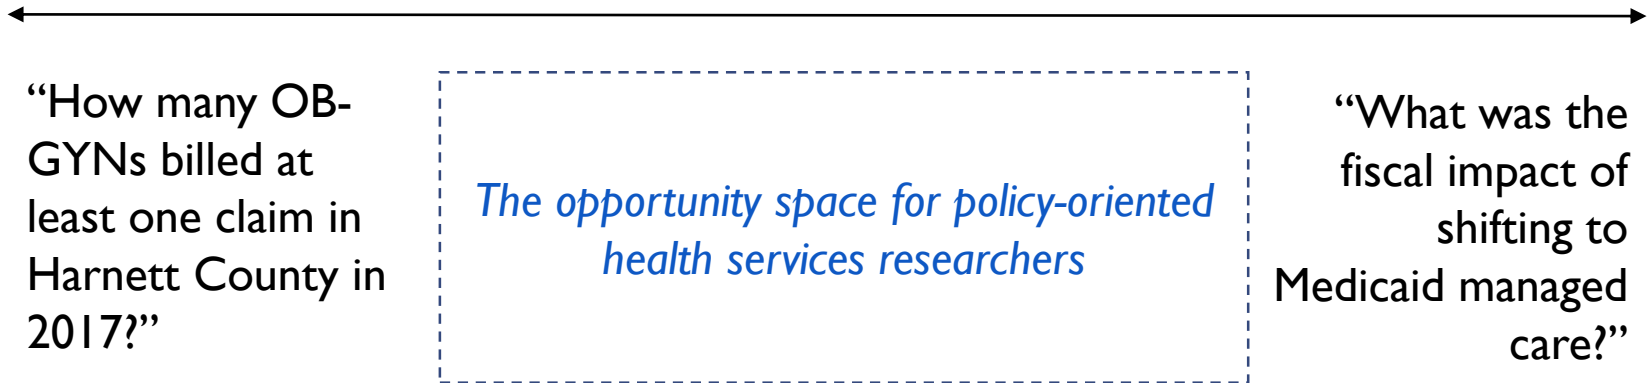 “How many OB-
GYNs billed at
least one claim in
Harnett County in
2017?”
The opportunity space for policy-oriented
health services researchers
“What was the
fiscal impact of
shifting to
Medicaid managed
care?”